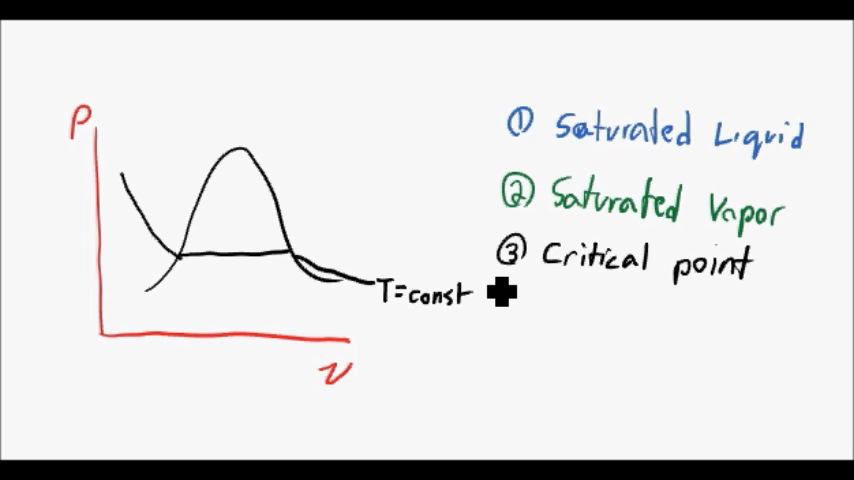 P
① Saturated Liquid
② Saturated Vapor
③ Critical point
T=const
v